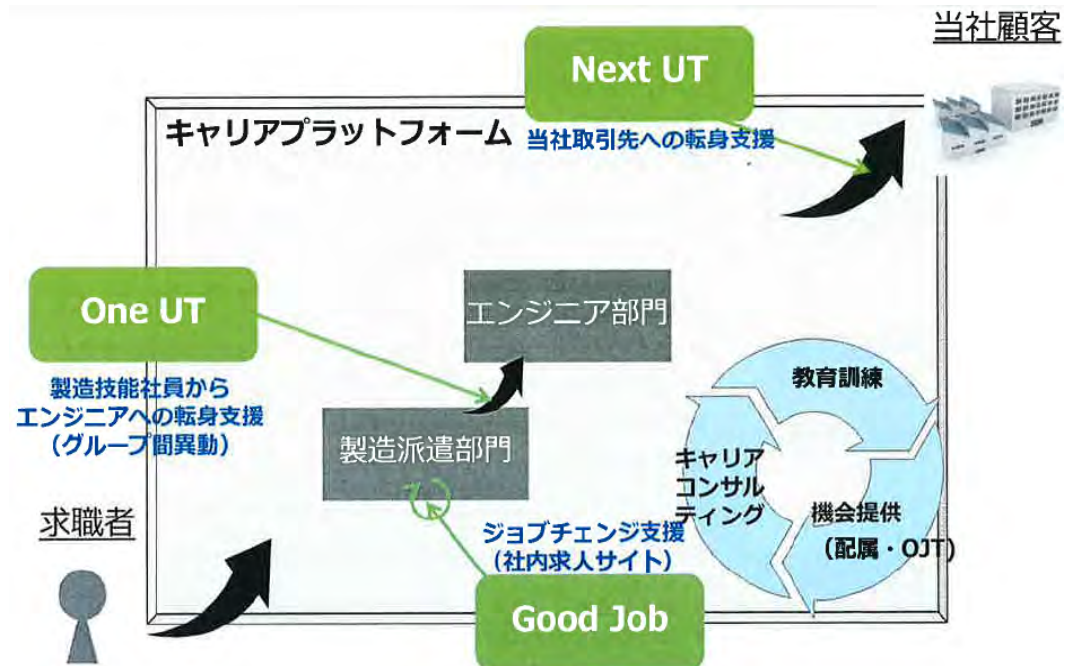 当社顧客
Next UT
キャリアプラットフォーム
当社取引先への転身支援
One UT
エンジニア部門
製造技能社員から
エンジニアへの転身支援
(グループ間異動)
製造派遣部門
教育訓練
キャリア
コンサル
ティング
機会提供
(配属・OJT)
求職者
ジョブチェンジ支援
(社内求人サイト)
Good Job